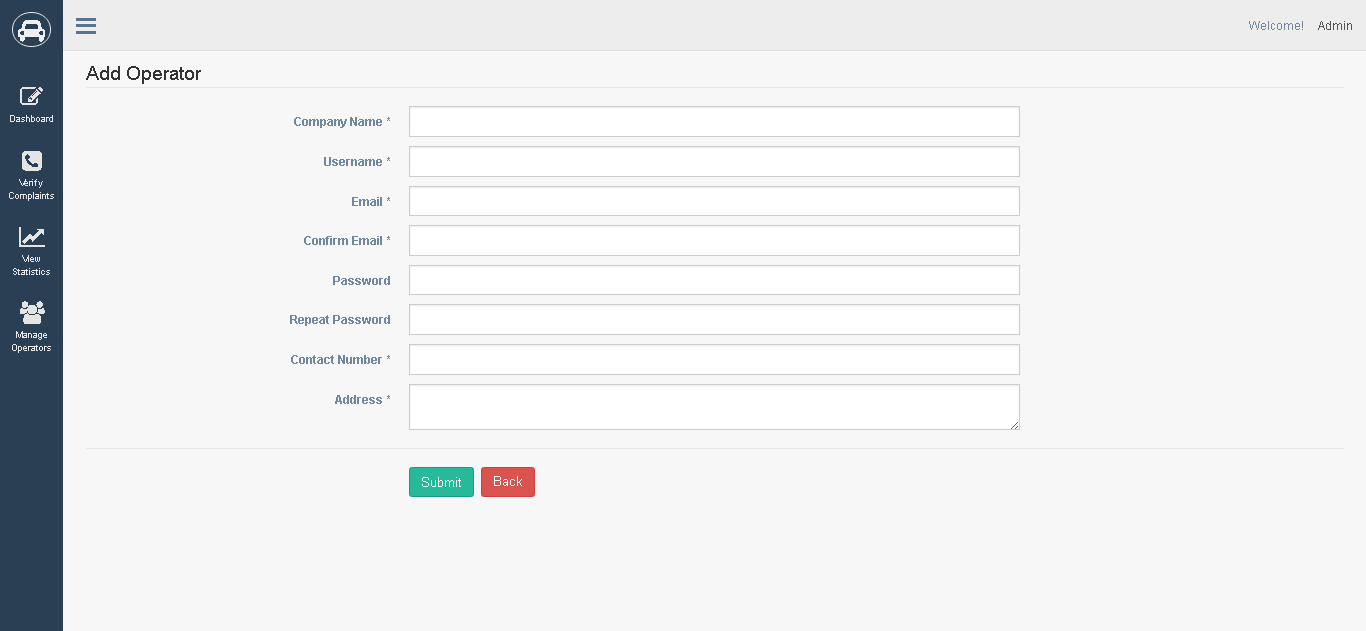 Welcome! Admin
Dashboard
Verify
Complaints
View
Statistics
Manage
Operators
Add Operator
Company Name *
Username *
Email *
Confirm Email *
Password
Repeat Password
Contact Number *
Address *
Submit Back